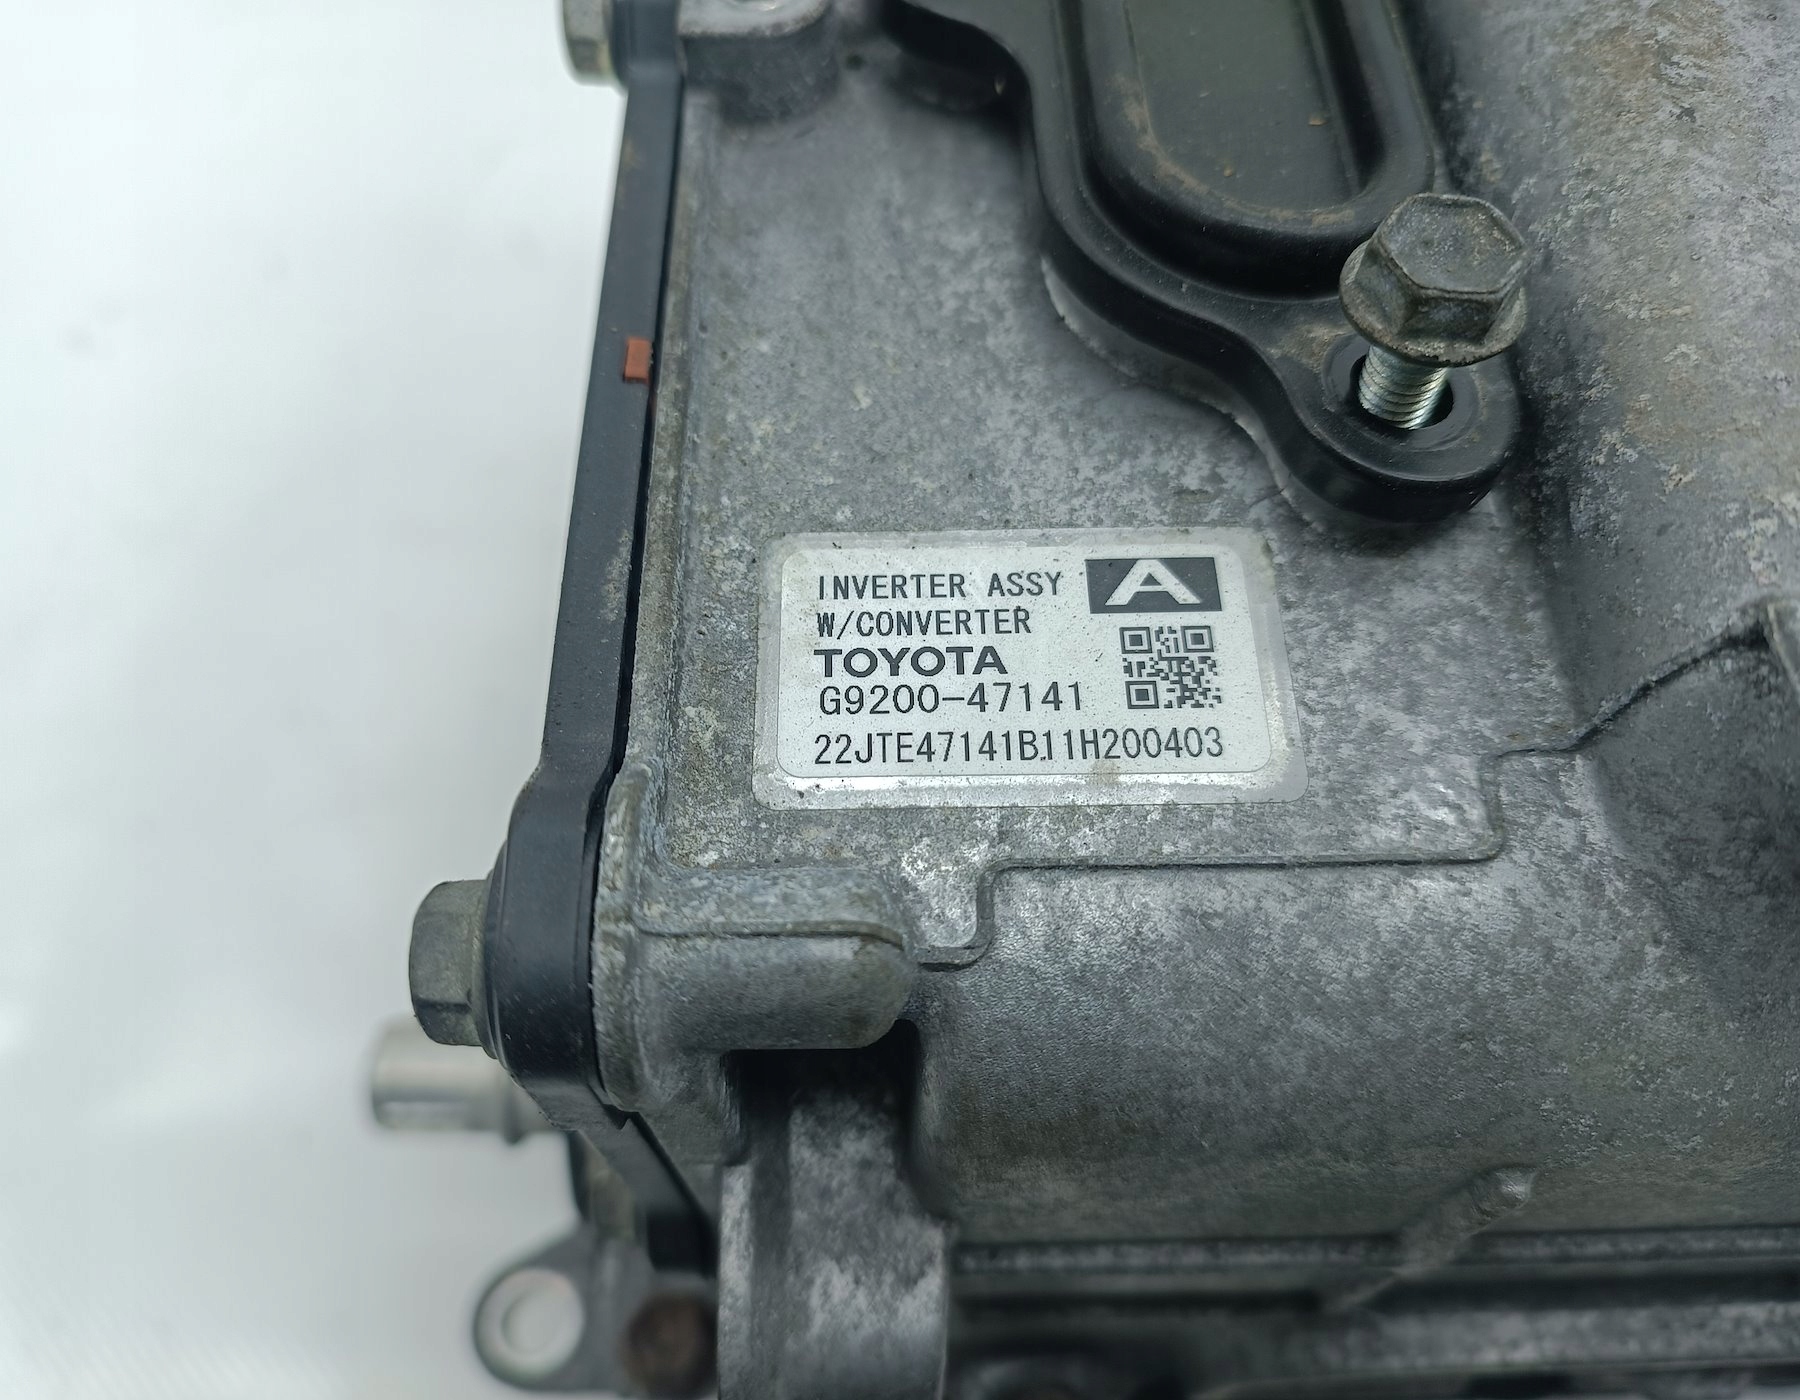 INVERTER ASSY A
W/CONVERTER
TOYOTA
G9200-47141
22JTE47141B11H200403